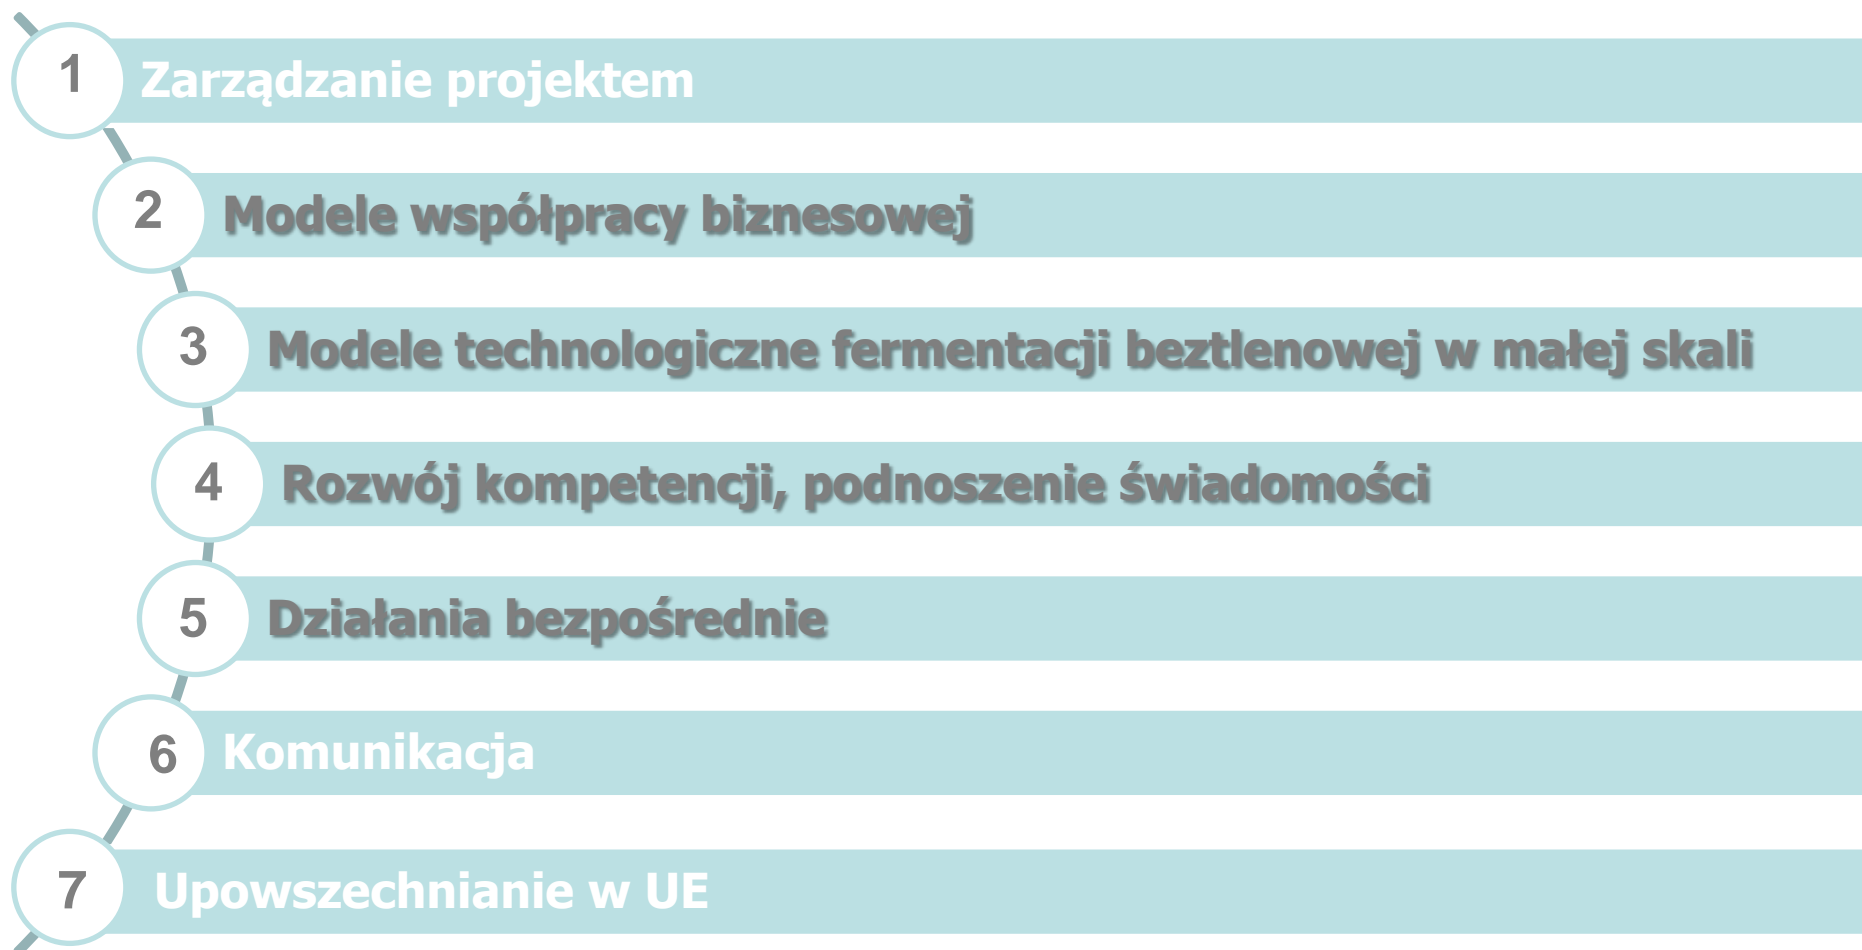 1 Zarządzanie projektem
2 Modele współpracy biznesowej
3 Modele technologiczne fermentacji beztlenowej w małej skali
4 Rozwój kompetencji, podnoszenie świadomości
5 Działania bezpośrednie
6 Komunikacja
7 Upowszechnianie w UE